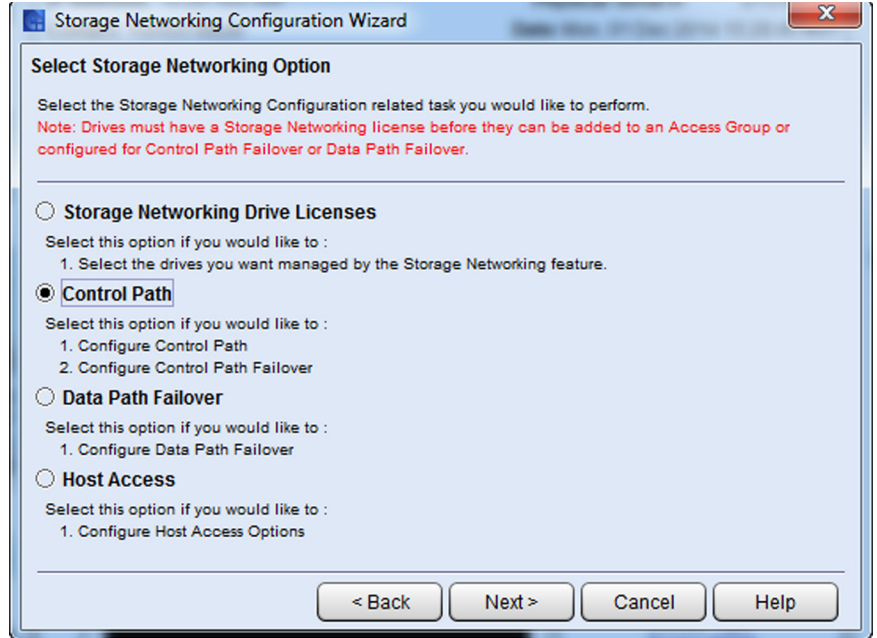 Storage Networking Configuration Wizard
Select Storage Networking Option
Select the Storage Networking Configuration related task you would like to perform.
Note: Drives must have a Storage Networking license before they can be added to an Access Group or
configured for Control Path Failover or Data Path Failover.
Storage Networking Drive Licenses
Select this option if you would like to :
1. Select the drives you want managed by the Storage Networking feature.
Control Path
Select this option if you would like to :
1. Configure Control Path
2. Configure Control Path Failover
Data Path Failover
Select this option if you would like to :
1. Configure Data Path Failover
Host Access
Select this option if you would like to :
1. Configure Host Access Options
< Back Next > Cancel Help